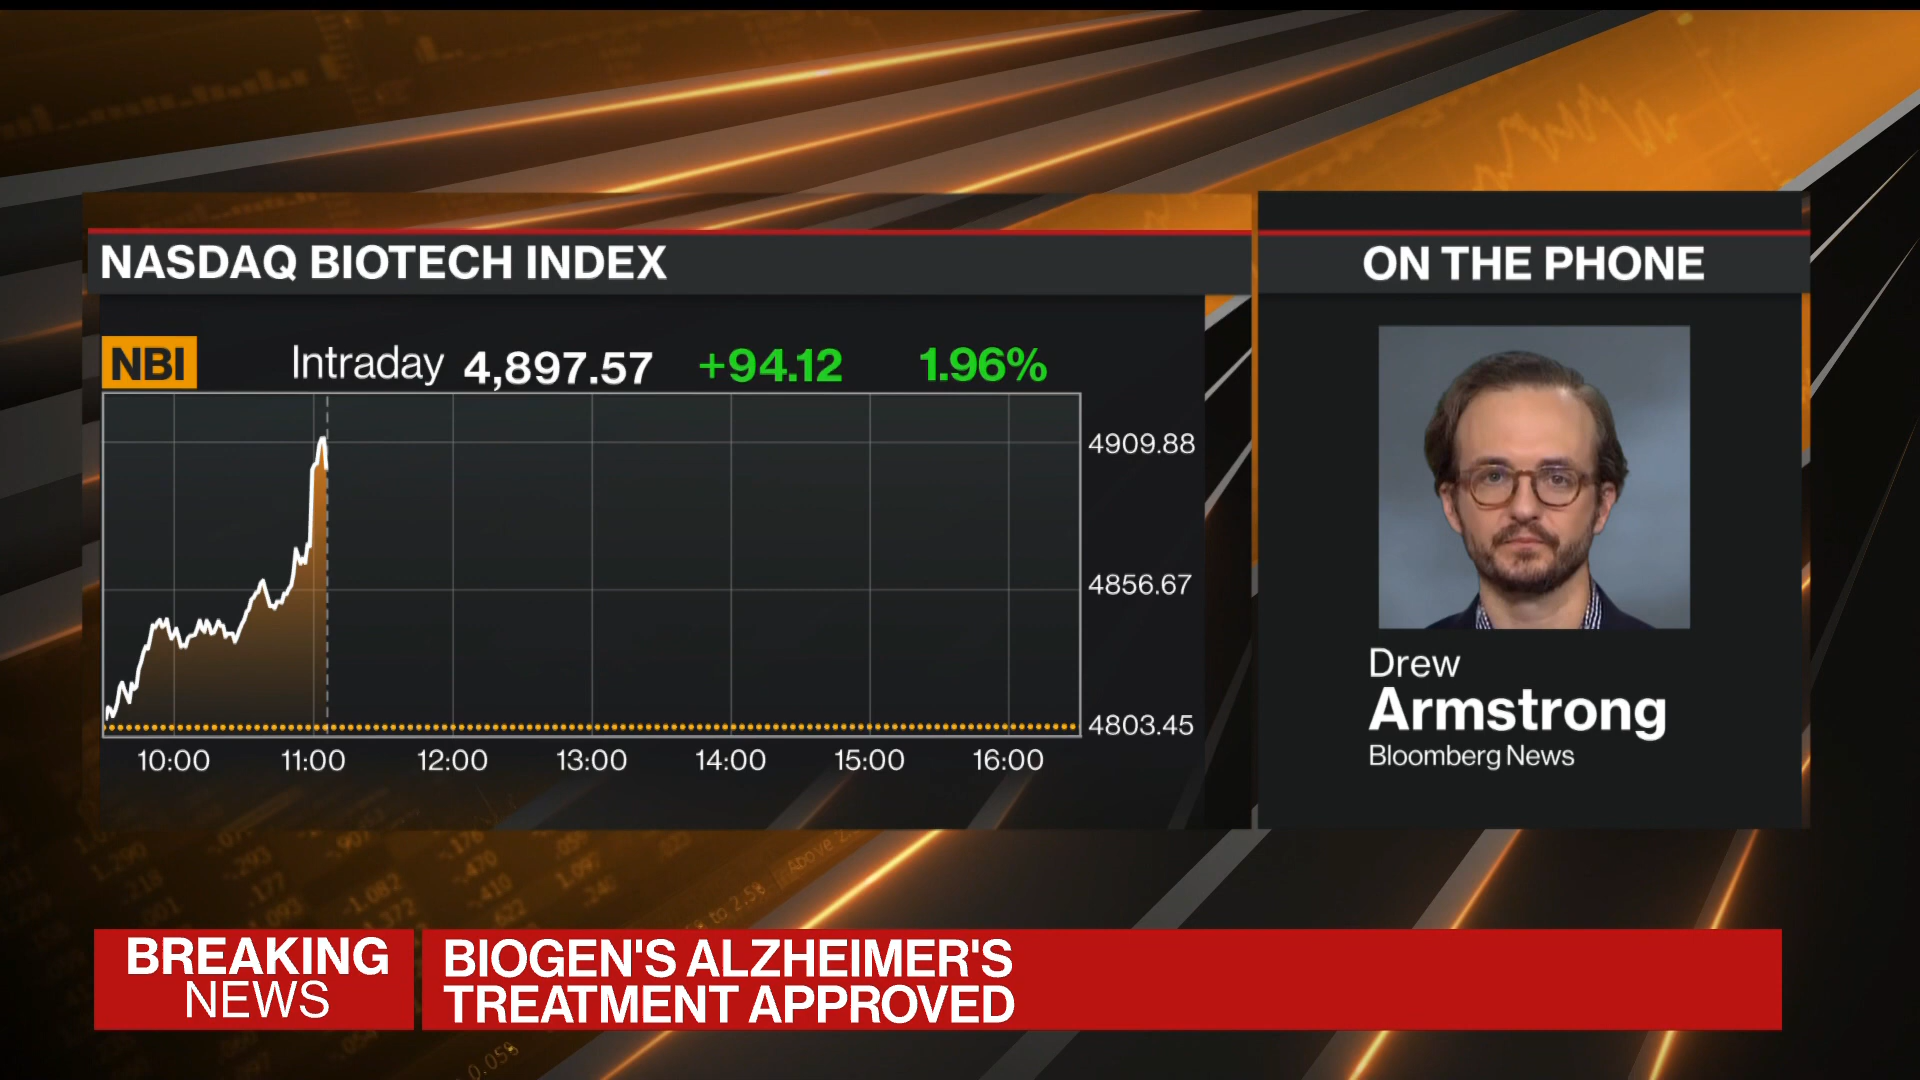 NASDAQ BIOTECH INDEX
NBI Intraday 4,897.57 +94.12 1.96%
4909.88
4856.67
4803.45
10:00 11:00 12:00 13:00 14:00 15:00 16:00
ON THE PHONE
Drew
Armstrong
Bloomberg News
BREAKING
NEWS
BIOGEN'S ALZHEIMER'S
TREATMENT APPROVED